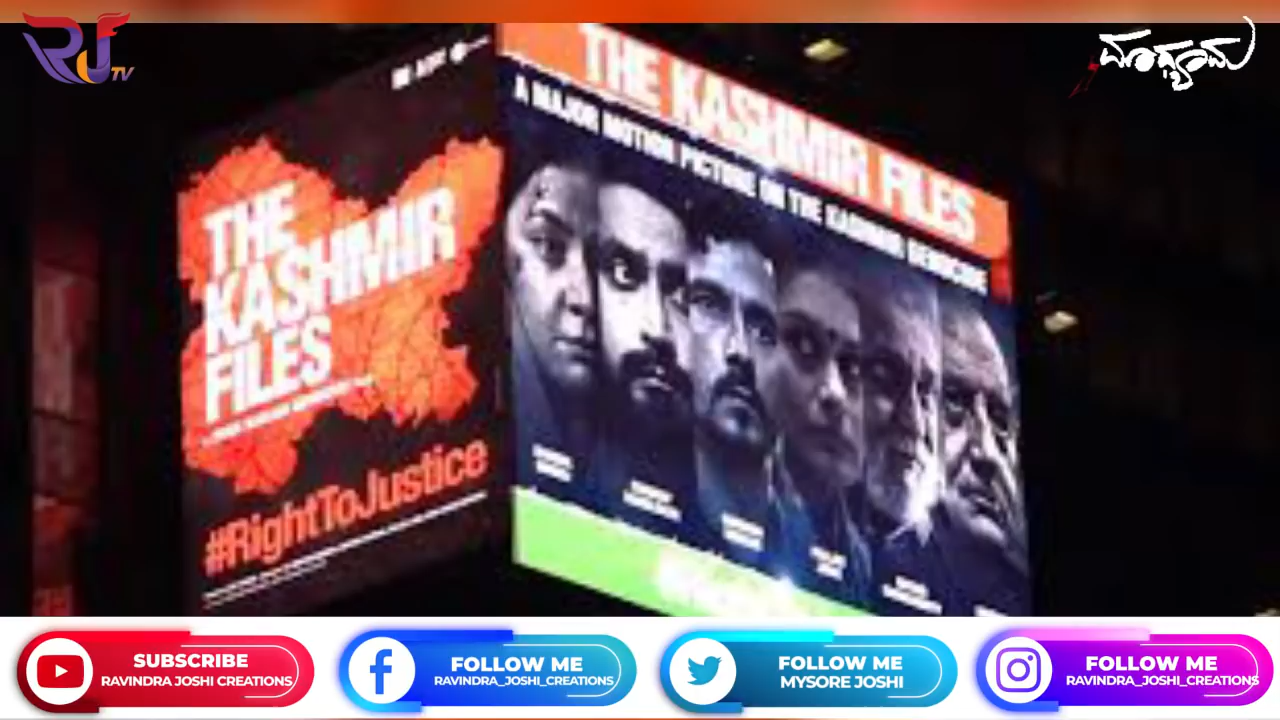 RJ TV
ಮಾಧ್ಯಮ
THE
KASHMIR
FILES
#RightToJustice
THE KASHMIR FILES
A MAJOR MOTION PICTURE ON THE KASHMIR GENOCIDE
SUBSCRIBE
RAVINDRA JOSHI CREATIONS
FOLLOW ME
RAVINDRA_JOSHI_CREATIONS
FOLLOW ME
MYSORE JOSHI
FOLLOW ME
RAVINDRA_JOSHI_CREATIONS